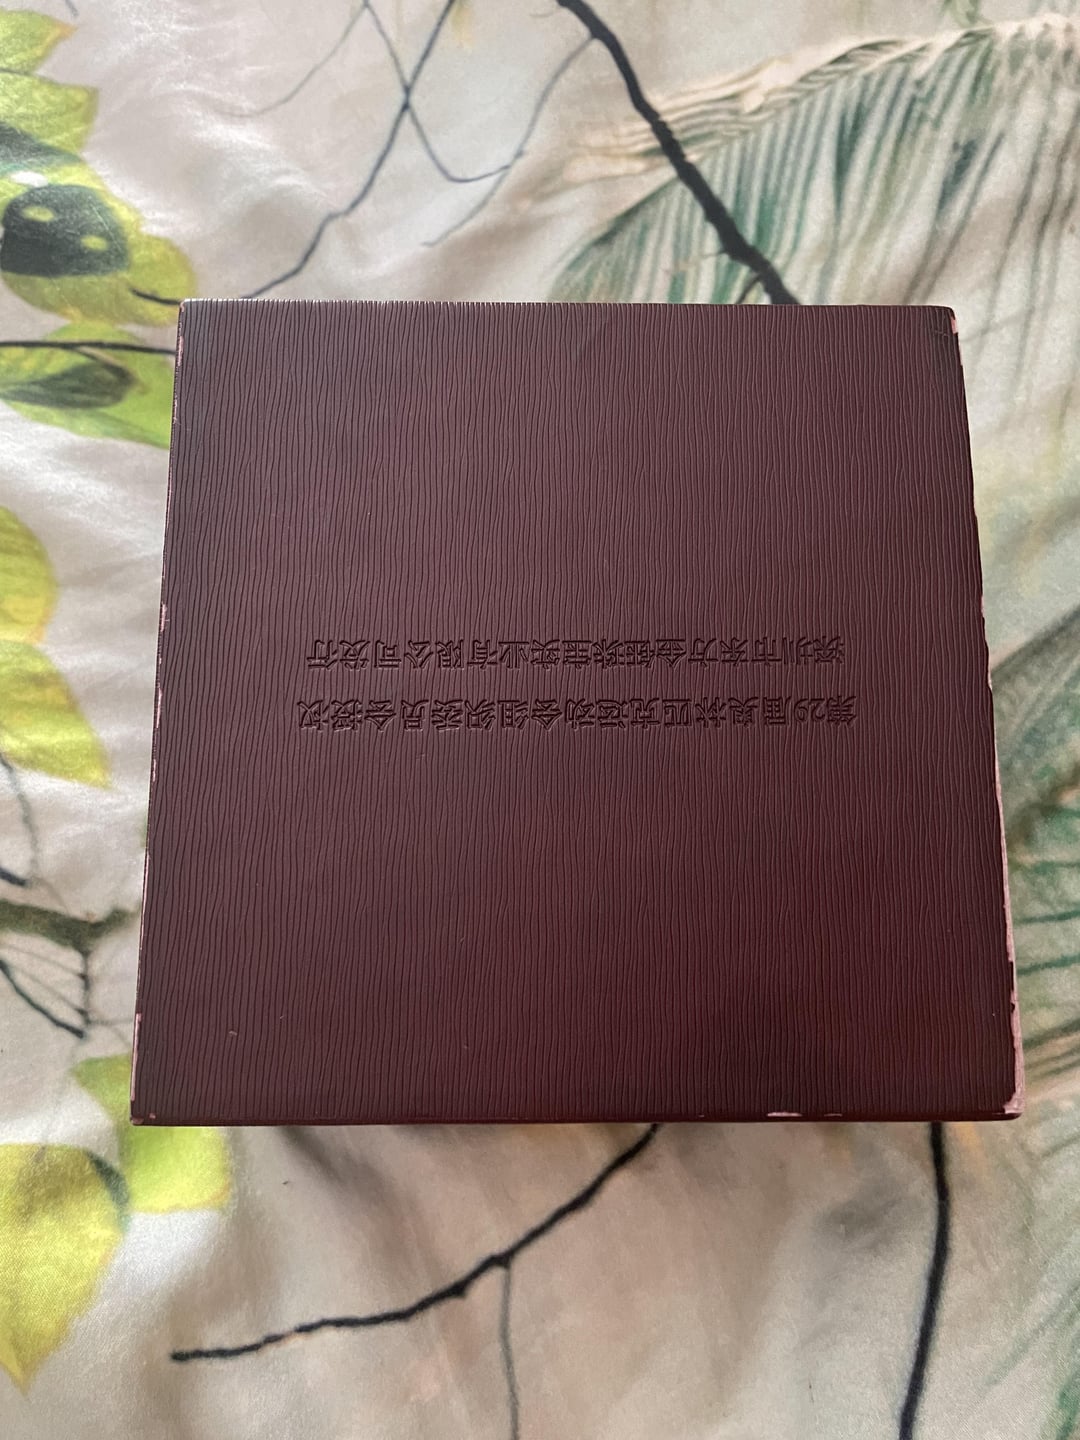 第29届奥林匹克运动会组织委员会授权
深圳市东方金钰珠宝实业有限公司发行